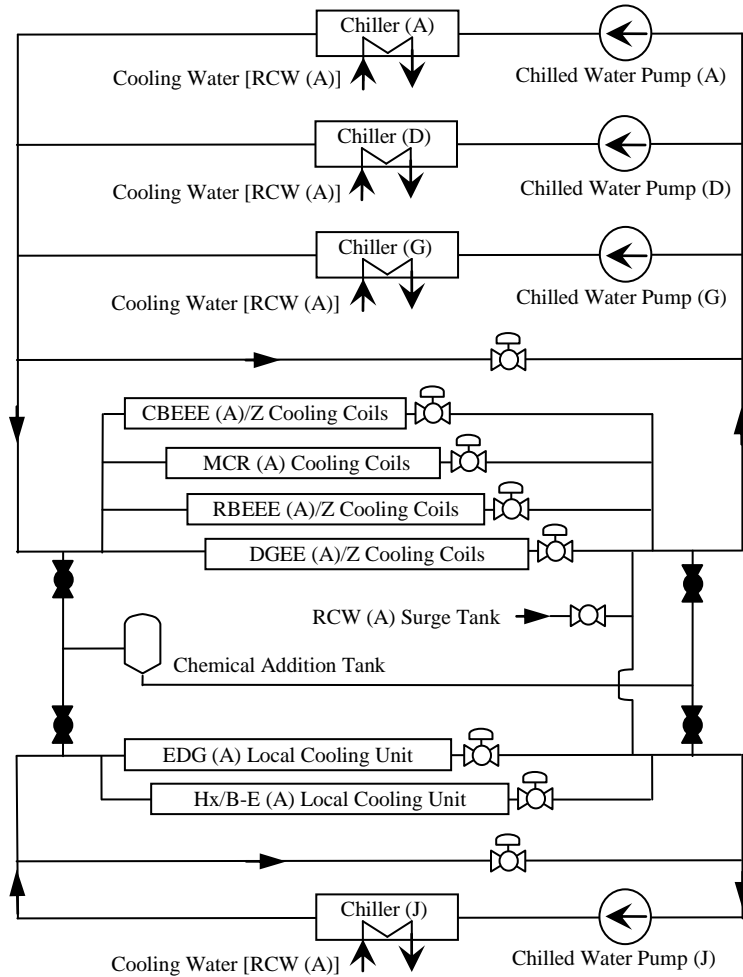 Chiller (A)
Cooling Water [RCW (A)]
Chilled Water Pump (A)
Chiller (D)
Cooling Water [RCW (A)]
Chilled Water Pump (D)
Chiller (G)
Cooling Water [RCW (A)]
Chilled Water Pump (G)
CBEEE (A)/Z Cooling Coils
MCR (A) Cooling Coils
RBEEE (A)/Z Cooling Coils
DGEE (A)/Z Cooling Coils
RCW (A) Surge Tank
Chemical Addition Tank
EDG (A) Local Cooling Unit
Hx/B-E (A) Local Cooling Unit
Chiller (J)
Cooling Water [RCW (A)]
Chilled Water Pump (J)